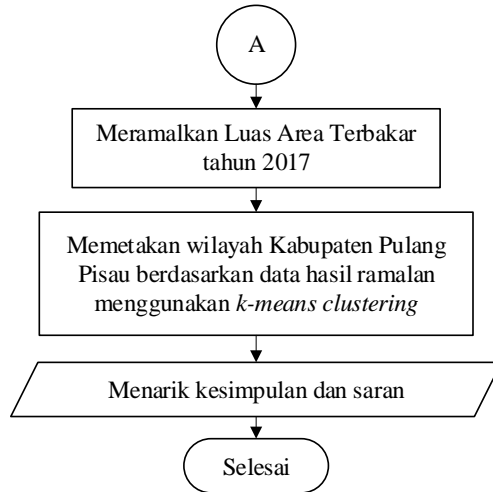 A
Meramalkan Luas Area Terbakar
tahun 2017
Memetakan wilayah Kabupaten Pulang
Pisau berdasarkan data hasil ramalan
menggunakan k-means clustering
Menarik kesimpulan dan saran
Selesai